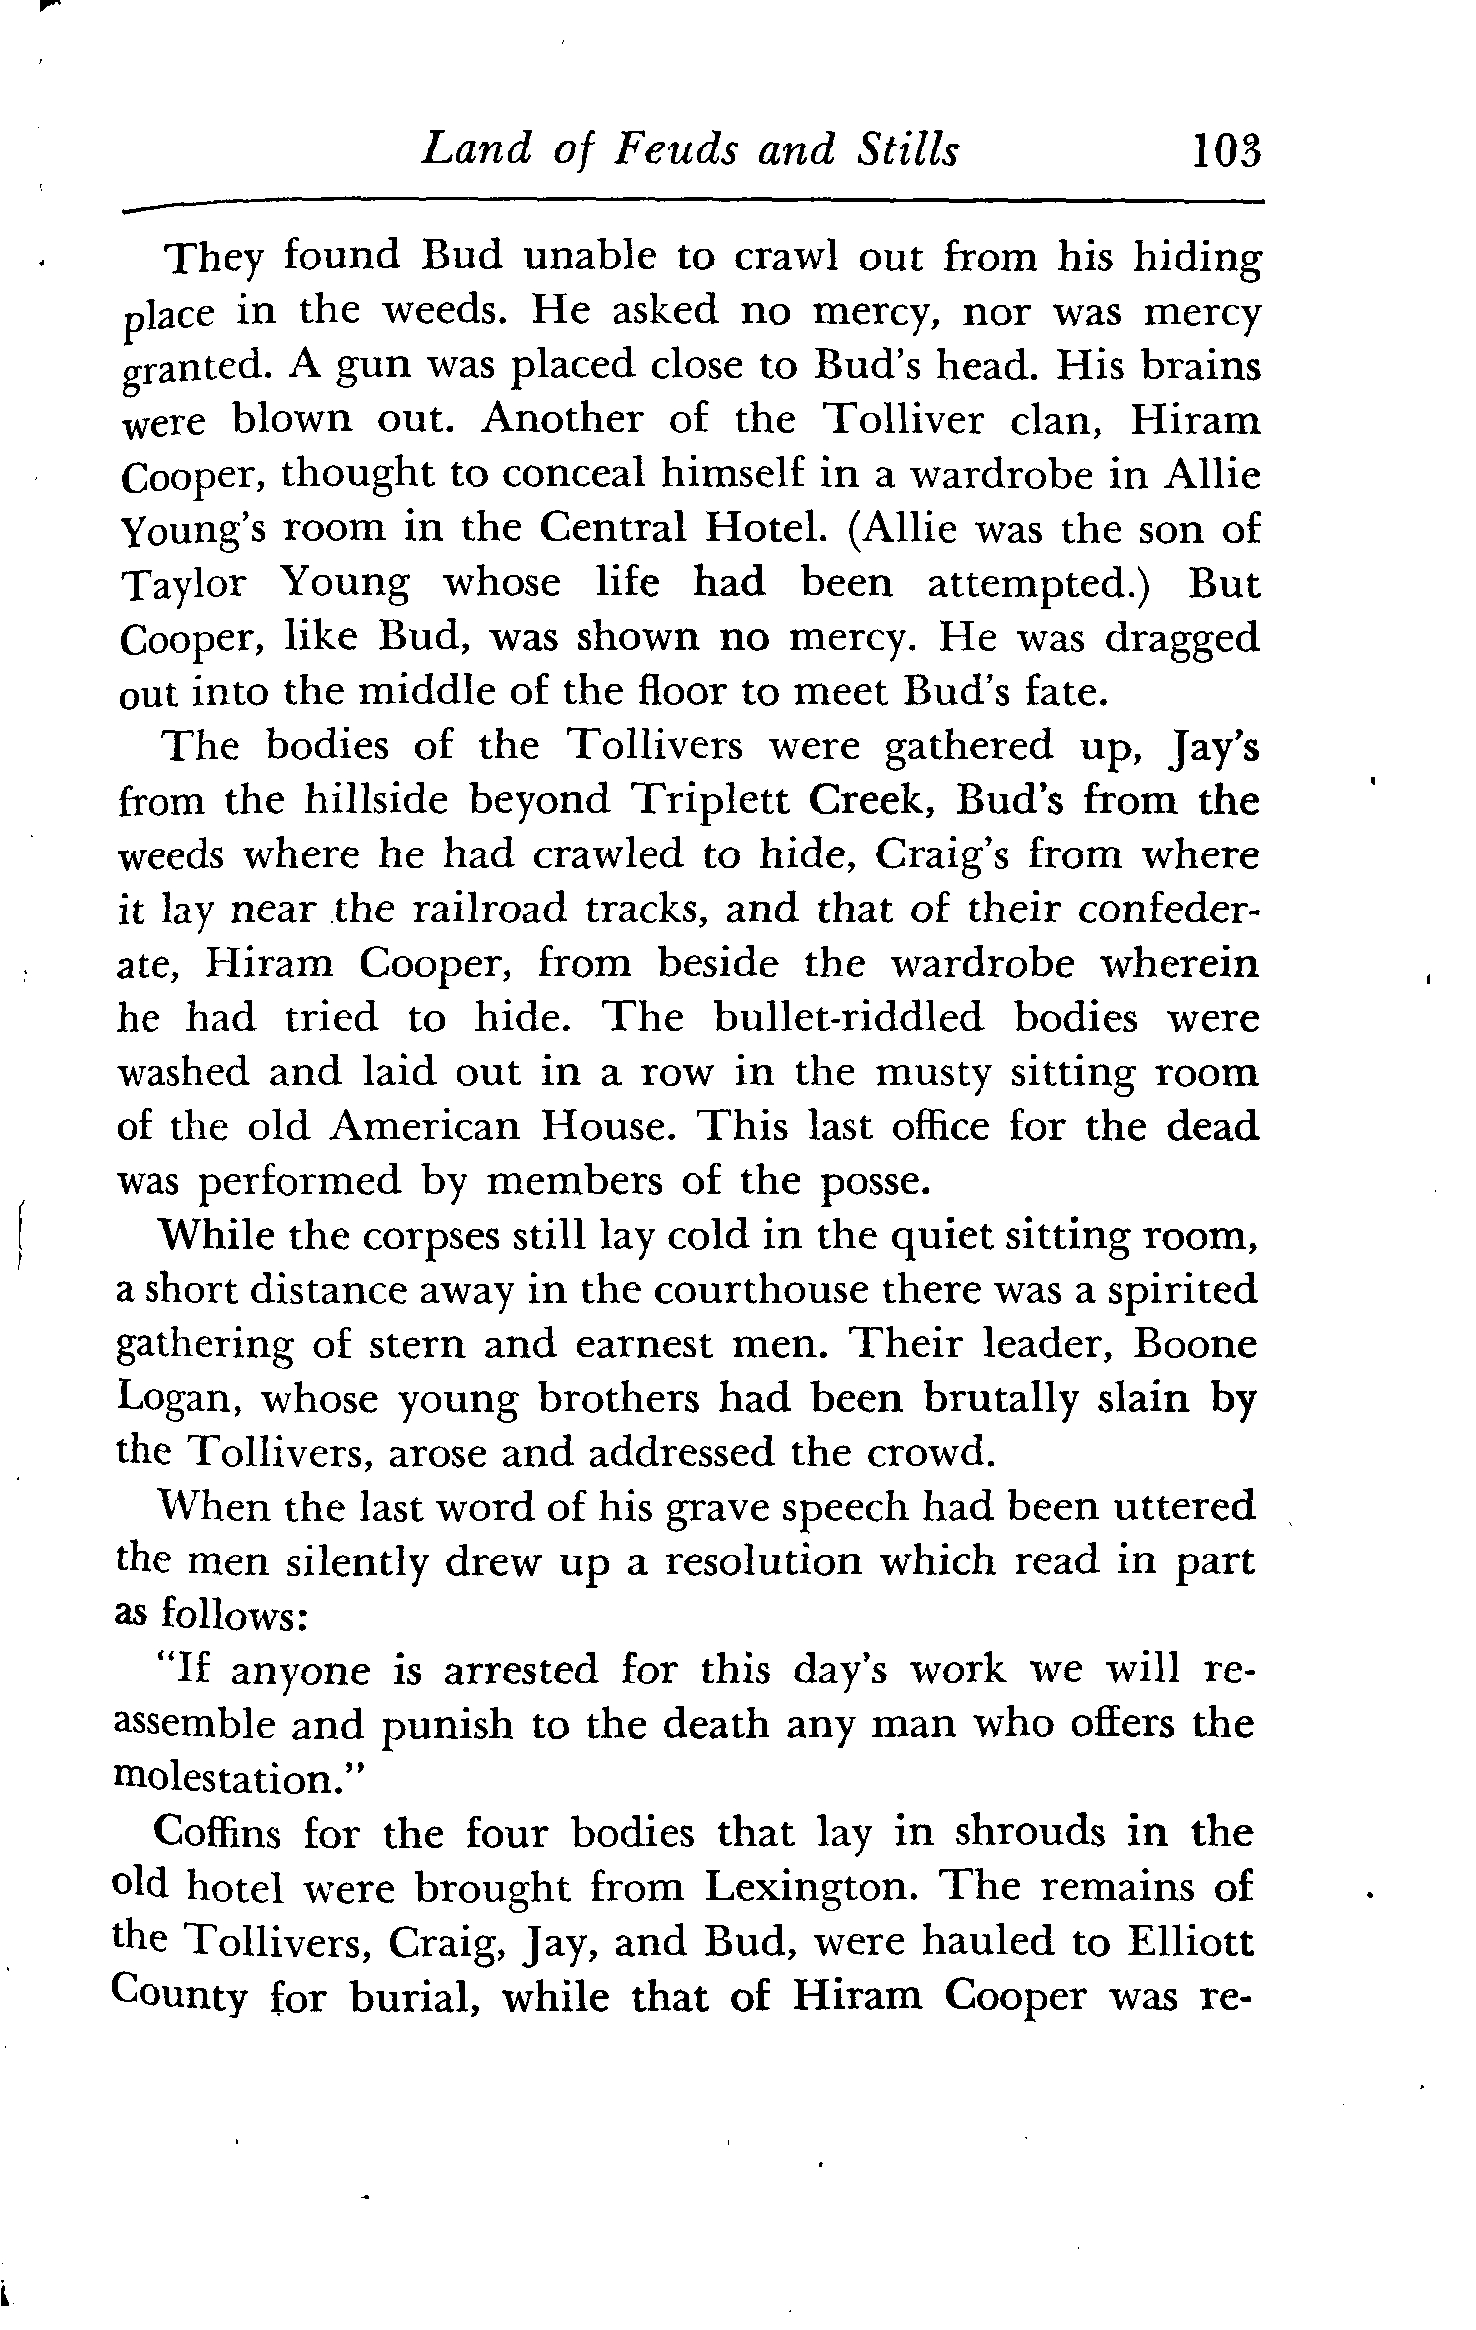 Land of Feuds and Stills 103
They found Bud unable to crawl out from his hiding
place in the weeds. He asked no mercy, nor was mercy
granted. A gun was placed close to Bud's head. His brains
were blown out. Another of the Tolliver clan, Hiram
Cooper, thought to conceal himself in a wardrobe in Allie
Young's room in the Central Hotel. (Allie was the son of
Taylor Young whose life had been attempted.) But
Cooper, like Bud, was shown no mercy. He was dragged
out into the middle of the floor to meet Bud's fate.
The bodies of the Tollivers were gathered up, Jay's
from the hillside beyond Triplett Creek, Bud's from the
weeds where he had crawled to hide, Craig's from where
it lay near the railroad tracks, and that of their confeder-
ate, Hiram Cooper, from beside the wardrobe wherein
he had tried to hide. The bullet-riddled bodies were
washed and laid out in a row in the musty sitting room
of the old American House. This last office for the dead
was performed by members of the posse.
While the corpses still lay cold in the quiet sitting room,
a short distance away in the courthouse there was a spirited
gathering of stern and earnest men. Their leader, Boone
Logan, whose young brothers had been brutally slain by
the Tollivers, arose and addressed the crowd.
When the last word of his grave speech had been uttered
the men silently drew up a resolution which read in part
as follows:
"If anyone is arrested for this day's work we will re-
assemble and punish to the death any man who offers the
molestation."
Coffins for the four bodies that lay in shrouds in the
old hotel were brought from Lexington. The remains of
the Tollivers, Craig, Jay, and Bud, were hauled to Elliott
County for burial, while that of Hiram Cooper was re-